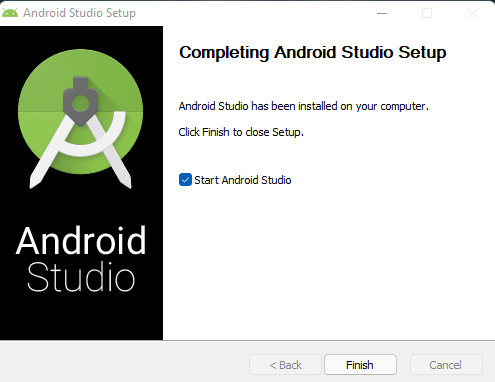 Android Studio Setup
Completing Android Studio Setup
Android Studio has been installed on your computer.
Click Finish to close Setup.
Start Android Studio
Android
Studio
< Back
Finish
Cancel